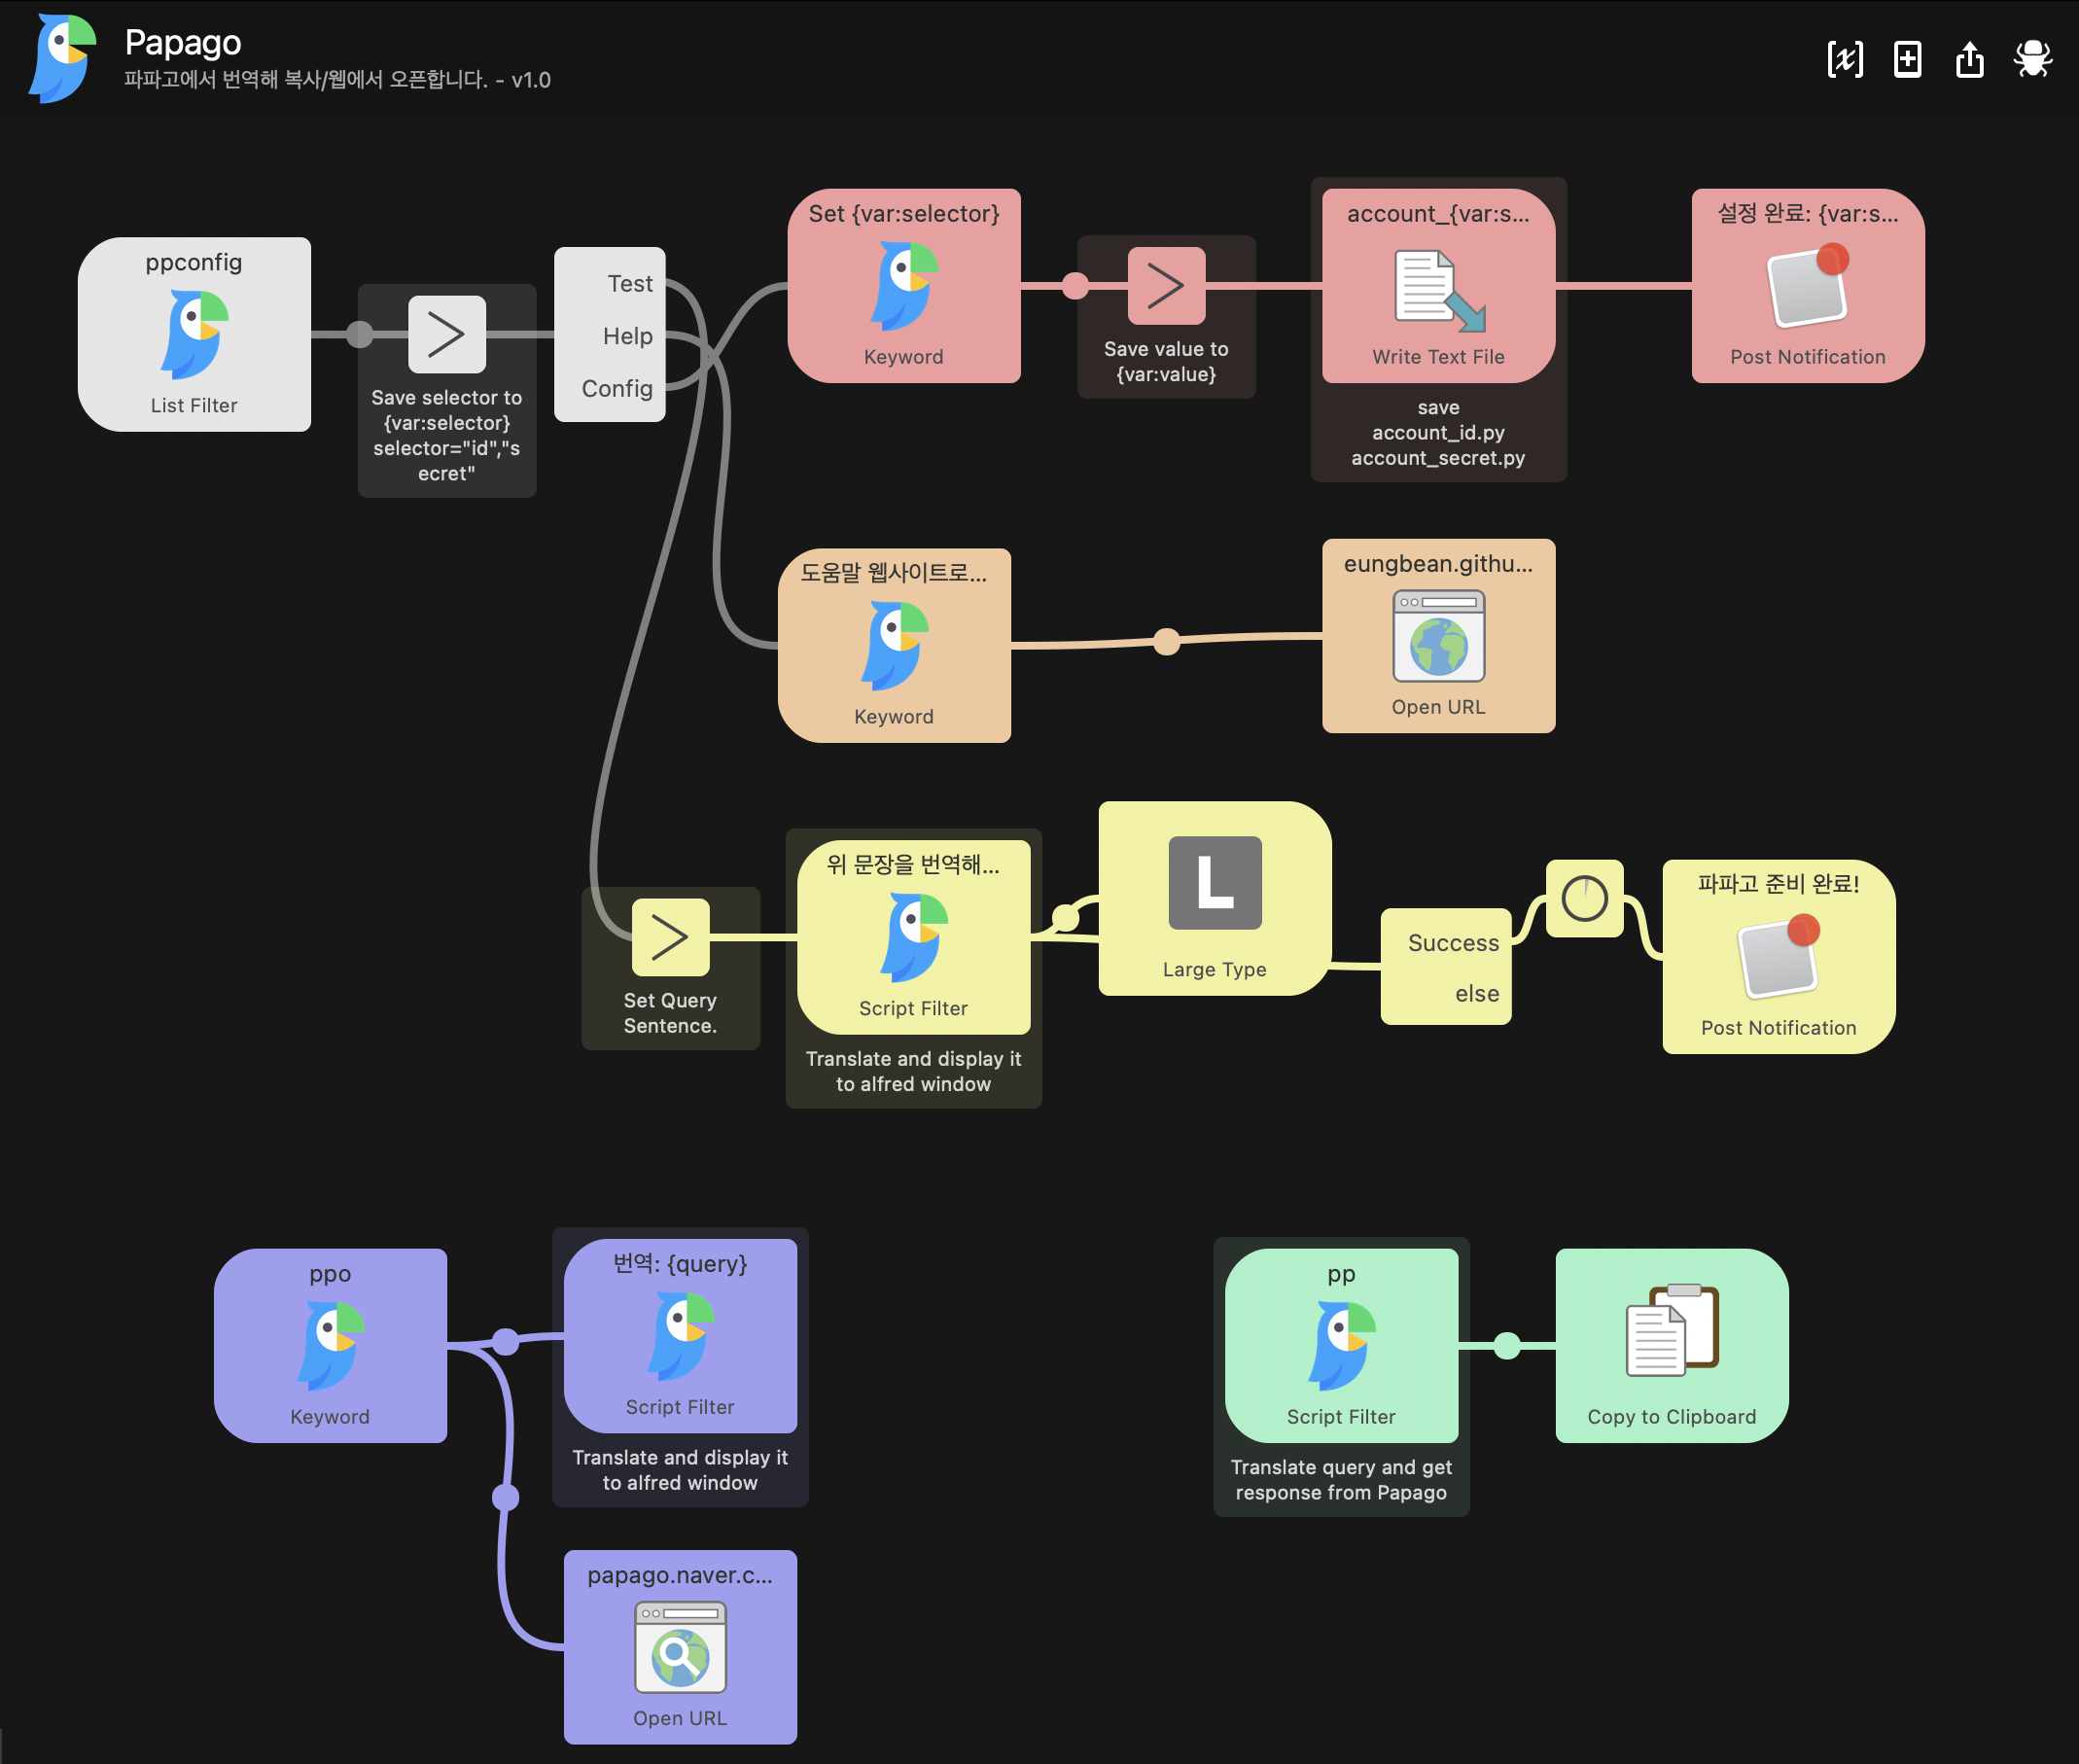 Papago
파파고에서 번역해 복사/웹에서 오픈합니다. - v1.0
ppconfig
List Filter
Save selector to
{var:selector}
selector="id","s
ecret"
Test
Help
Config
Set {var:selector}
Keyword
Save value to
{var:value}
account_{var:s...
Write Text File
save
account_id.py
account_secret.py
설정 완료: {var:s...
Post Notification
도움말 웹사이트로...
Keyword
eungbean.githu...
Open URL
Set Query
Sentence.
위 문장을 번역해...
Script Filter
Translate and display it
to alfred window
L
Large Type
Success
else
파파고 준비 완료!
Post Notification
ppo
Keyword
번역: {query}
Script Filter
Translate and display it
to alfred window
papago.naver.c...
Open URL
pp
Script Filter
Translate query and get
response from Papago
Copy to Clipboard